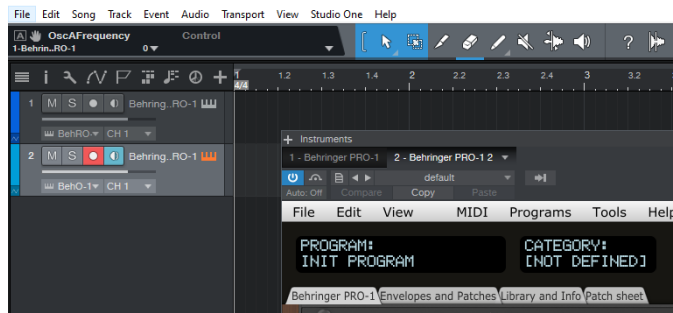 File Edit Song Track Event Audio Transport View Studio One Help
A OscAFrequency Control
1-Behrin..RO-1 0
?
i
4/4
1 1.2 1.3 1.4 2 2.2 2.3 2.4 3 3.2
1 M S Behring..RO-1
BehRO- CH 1
2 M S Behring..RO-1
BehO-1 CH 1
Instruments
1 - Behringer PRO-1 2 - Behringer PRO-1 2
default
Auto: Off Compare Copy Paste
File Edit View MIDI Programs Tools Help
PROGRAM: CATEGORY:
INIT PROGRAM [NOT DEFINED]
Behringer PRO-1 Envelopes and Patches Library and Info Patch sheet